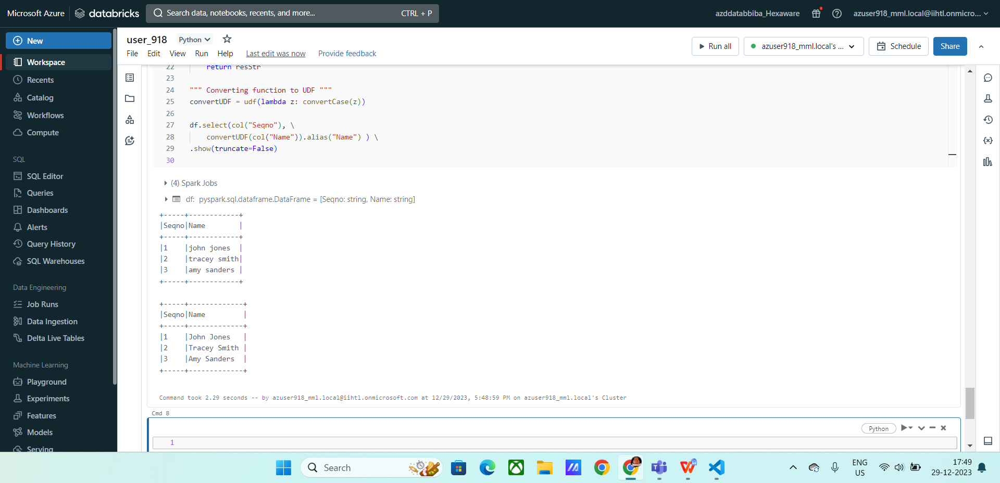 Microsoft Azure databricks Search data, notebooks, recents, and more... CTRL + P azddatabbiba_Hexaware azuser918_mml.local@iihtl.onmicro...
New
Workspace
Recents
Catalog
Workflows
Compute
SQL
SQL Editor
Queries
Dashboards
Alerts
Query History
SQL Warehouses
Data Engineering
Job Runs
Data Ingestion
Delta Live Tables
Machine Learning
Playground
Experiments
Features
Models
Serving
user_918 Python
File Edit View Run Help Last edit was now Provide feedback
Run all azuser918_mml.local's ... Schedule Share
22 return resStr
23
24 """ Converting function to UDF """
25 convertUDF = udf(lambda z: convertCase(z))
26
27 df.select(col("Seqno"), \
28 convertUDF(col("Name")).alias("Name") ) \
29 .show(truncate=False)
30
(4) Spark Jobs
df: pyspark.sql.dataframe.DataFrame = [Seqno: string, Name: string]
+-----+------------+
|Seqno|Name        |
+-----+------------+
|1    |john jones  |
|2    |tracey smith|
|3    |amy sanders |
+-----+------------+
+-----+-------------+
|Seqno|Name         |
+-----+-------------+
|1    |John Jones   |
|2    |Tracey Smith |
|3    |Amy Sanders  |
+-----+-------------+
Command took 2.29 seconds -- by azuser918_mml.local@iihtl.onmicrosoft.com at 12/29/2023, 5:48:59 PM on azuser918_mml.local's Cluster
Cmd 8
Python
1
Search
ENG
US
17:49
29-12-2023